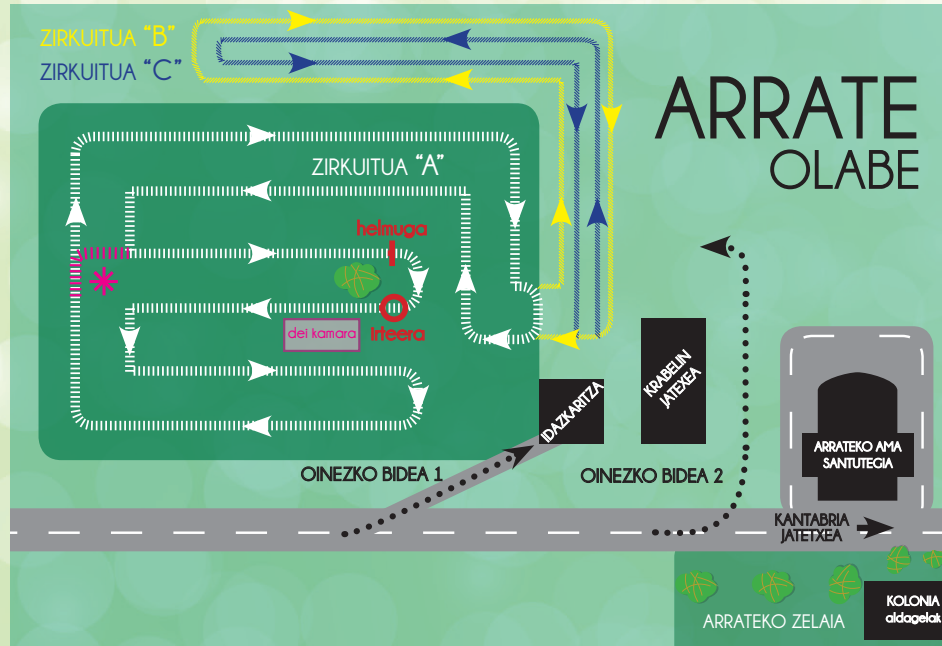 ZIRKUITUA "B"
ZIRKUITUA "C"
ARRATE
OLABE
ZIRKUITUA "A"
helmuga
dei kamara
Irteera
IDAZKARITZA
KRABELIN
JATEXEA
ARRATEKO AMA
SANTUTEGIA
OINEZKO BIDEA 1
OINEZKO BIDEA 2
KANTABRIA
JATETXEA
ARRATEKO ZELAIA
KOLONIA
aldagelak